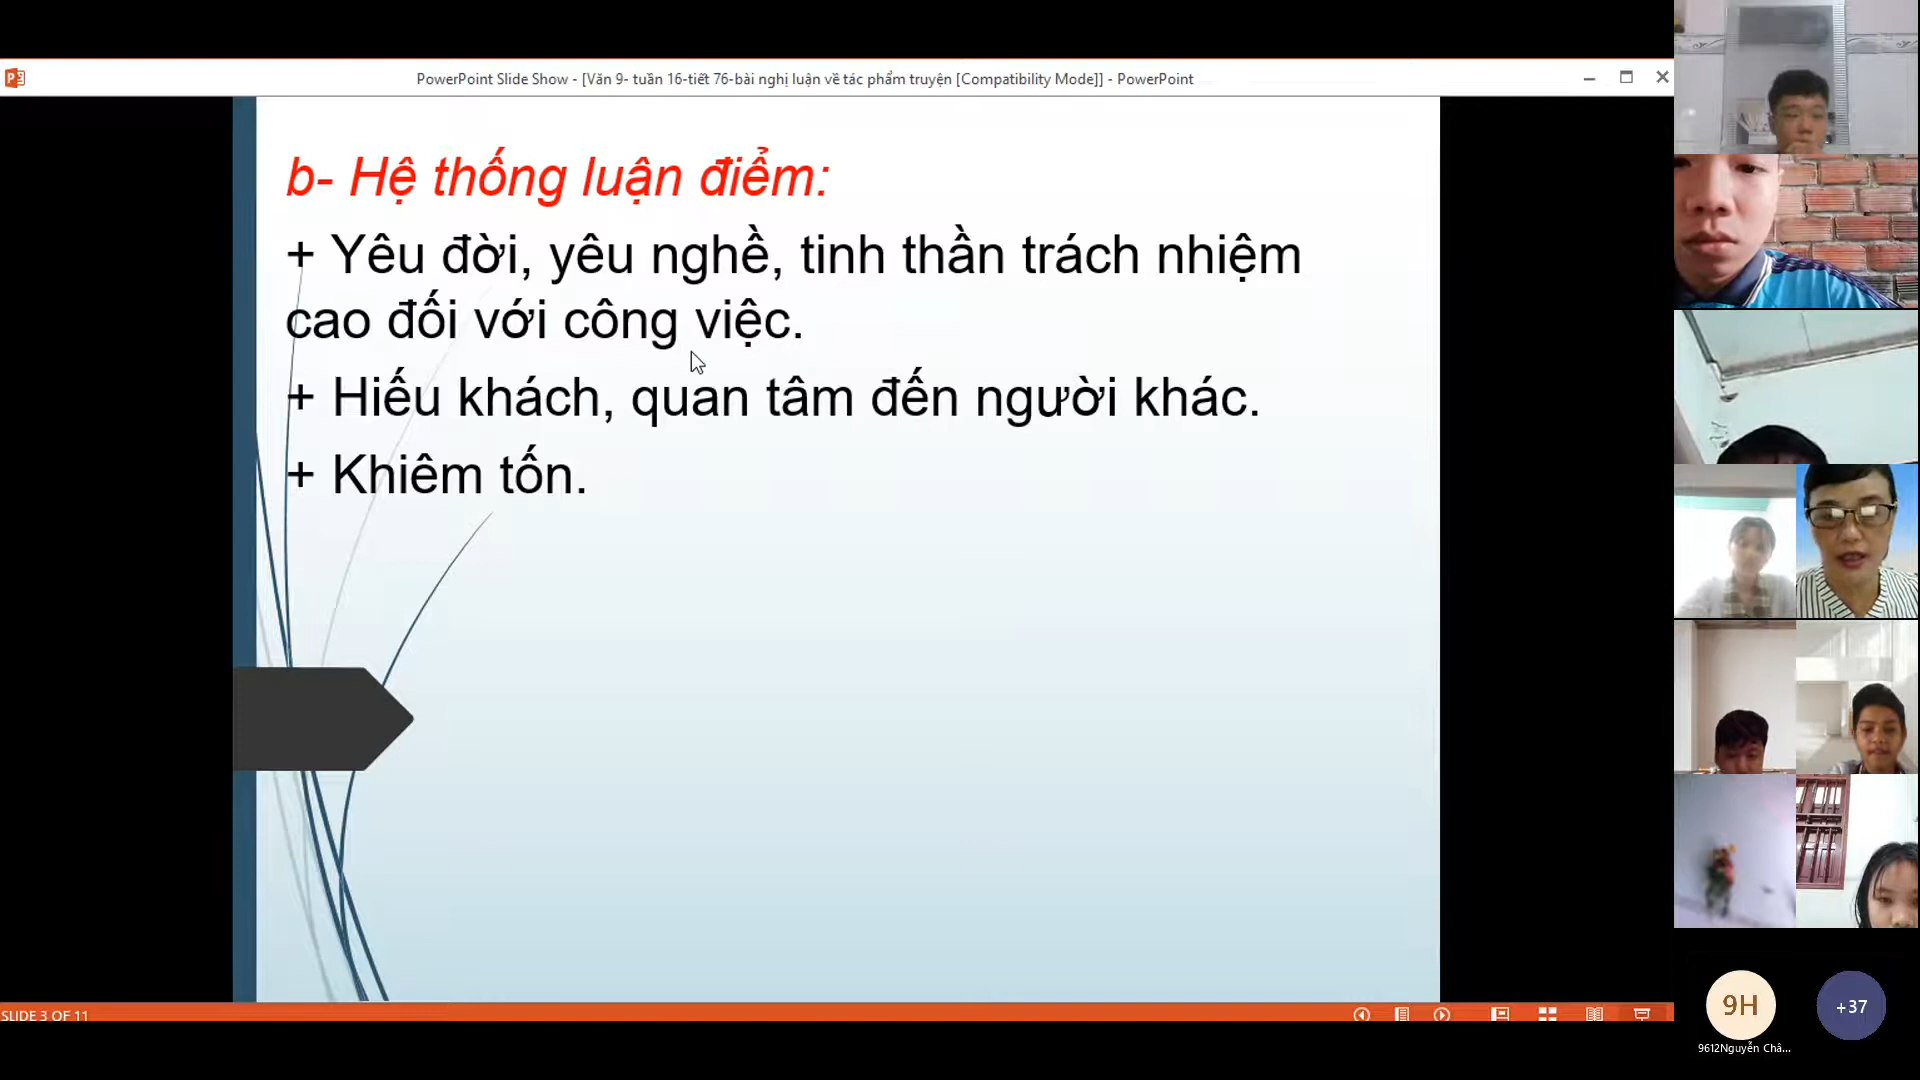 PowerPoint Slide Show - [Văn 9- tuần 16-tiết 76-bài nghị luận về tác phẩm truyện [Compatibility Mode]] - PowerPoint
b- Hệ thống luận điểm:
+ Yêu đời, yêu nghề, tinh thần trách nhiệm
cao đối với công việc.
+ Hiếu khách, quan tâm đến người khác.
+ Khiêm tốn.
SLIDE 3 OF 11
9H
+37
9612Nguyễn Châ...